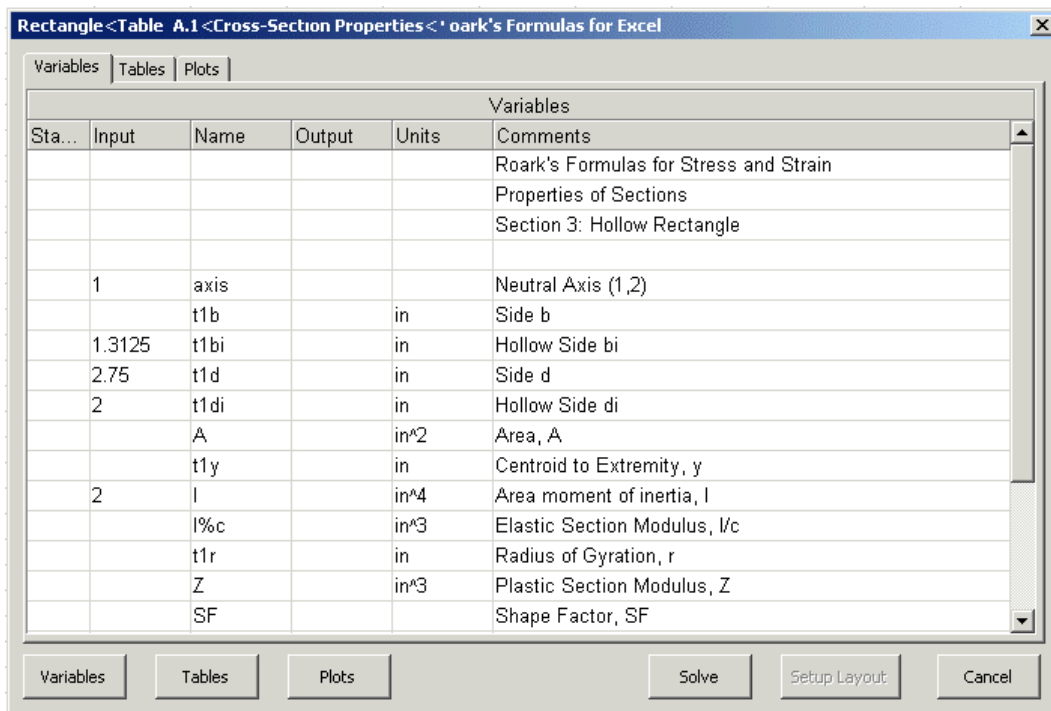 Rectangle<Table A.1<Cross-Section Properties<' oark's Formulas for Excel
Variables Tables Plots
Variables
Sta... Input Name Output Units Comments
Roark's Formulas for Stress and Strain
Properties of Sections
Section 3: Hollow Rectangle
1 axis Neutral Axis (1,2)
t1b in Side b
1.3125 t1bi in Hollow Side bi
2.75 t1d in Side d
2 t1di in Hollow Side di
A in^2 Area, A
t1y in Centroid to Extremity, y
2 I in^4 Area moment of inertia, I
I%c in^3 Elastic Section Modulus, I/c
t1r in Radius of Gyration, r
Z in^3 Plastic Section Modulus, Z
SF Shape Factor, SF
Variables Tables Plots Solve Setup Layout Cancel